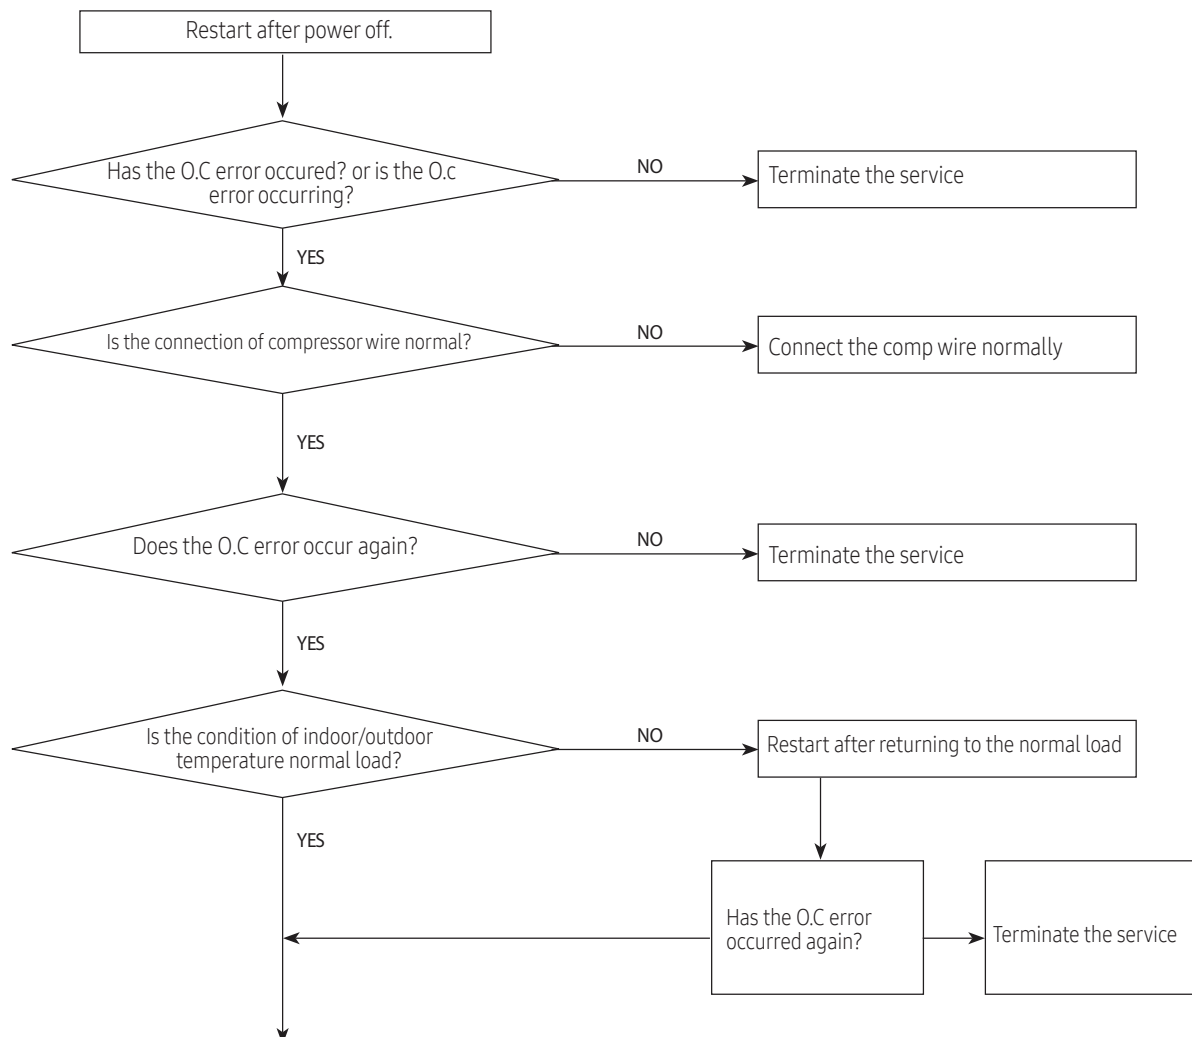 Restart after power off.
Has the O.C error occured? or is the O.c
error occurring?
NO
Terminate the service
YES
Is the connection of compressor wire normal?
NO
Connect the comp wire normally
YES
Does the O.C error occur again?
NO
Terminate the service
YES
Is the condition of indoor/outdoor
temperature normal load?
NO
Restart after returning to the normal load
YES
Has the O.C error
occurred again?
Terminate the service